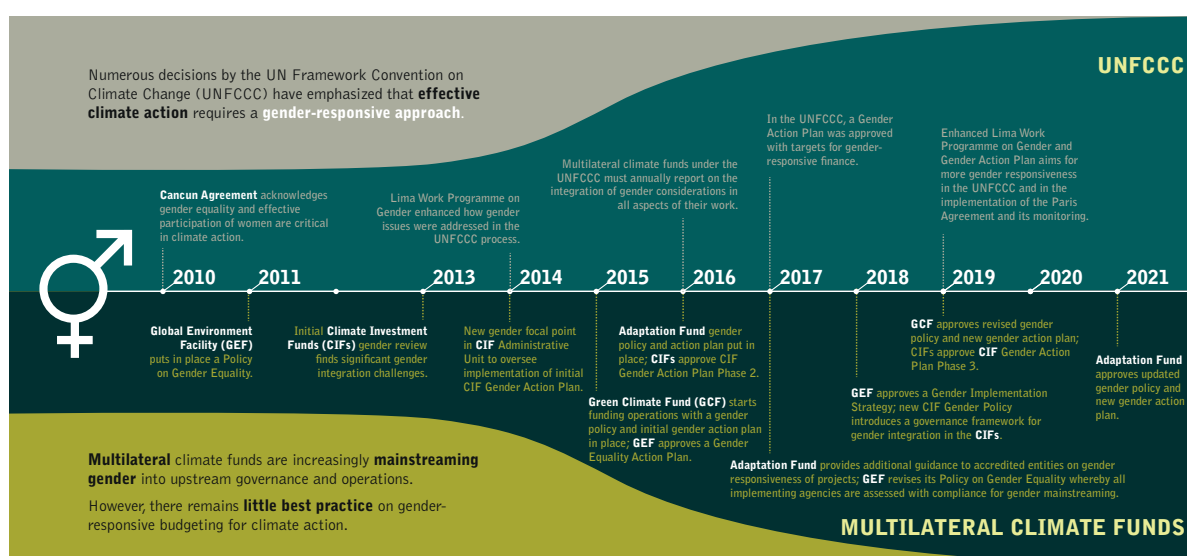 Numerous decisions by the UN Framework Convention on
Climate Change (UNFCCC) have emphasized that effective
climate action requires a gender-responsive approach.
UNFCCC
Cancun Agreement acknowledges
gender equality and effective
participation of women are critical
in climate action.
Lima Work Programme on
Gender enhanced how gender
issues were addressed in the
UNFCCC process.
Multilateral climate funds under the
UNFCCC must annually report on the
integration of gender considerations in
all aspects of their work.
In the UNFCCC, a Gender
Action Plan was approved
with targets for gender-
responsive finance.
Enhanced Lima Work
Programme on Gender and
Gender Action Plan aims for
more gender responsiveness
in the UNFCCC and in the
implementation of the Paris
Agreement and its monitoring.
2010 2011 2013 2014 2015 2016 2017 2018 2019 2020 2021
Global Environment
Facility (GEF)
puts in place a Policy
on Gender Equality.
Initial Climate Investment
Funds (CIFs) gender review
finds significant gender
integration challenges.
New gender focal point
in CIF Administrative
Unit to oversee
implementation of initial
CIF Gender Action Plan.
Green Climate Fund (GCF) starts
funding operations with a gender
policy and initial gender action plan
in place; GEF approves a Gender
Equality Action Plan.
Adaptation Fund gender
policy and action plan put in
place; CIFs approve CIF
Gender Action Plan Phase 2.
Adaptation Fund provides additional guidance to accredited entities on gender
responsiveness of projects; GEF revises its Policy on Gender Equality whereby all
implementing agencies are assessed with compliance for gender mainstreaming.
GEF approves a Gender Implementation
Strategy; new CIF Gender Policy
introduces a governance framework for
gender integration in the CIFs.
GCF approves revised gender
policy and new gender action plan;
CIFs approve CIF Gender Action
Plan Phase 3.
Adaptation Fund
approves updated
gender policy and
new gender action
plan.
Multilateral climate funds are increasingly mainstreaming
gender into upstream governance and operations.
However, there remains little best practice on gender-
responsive budgeting for climate action.
MULTILATERAL CLIMATE FUNDS